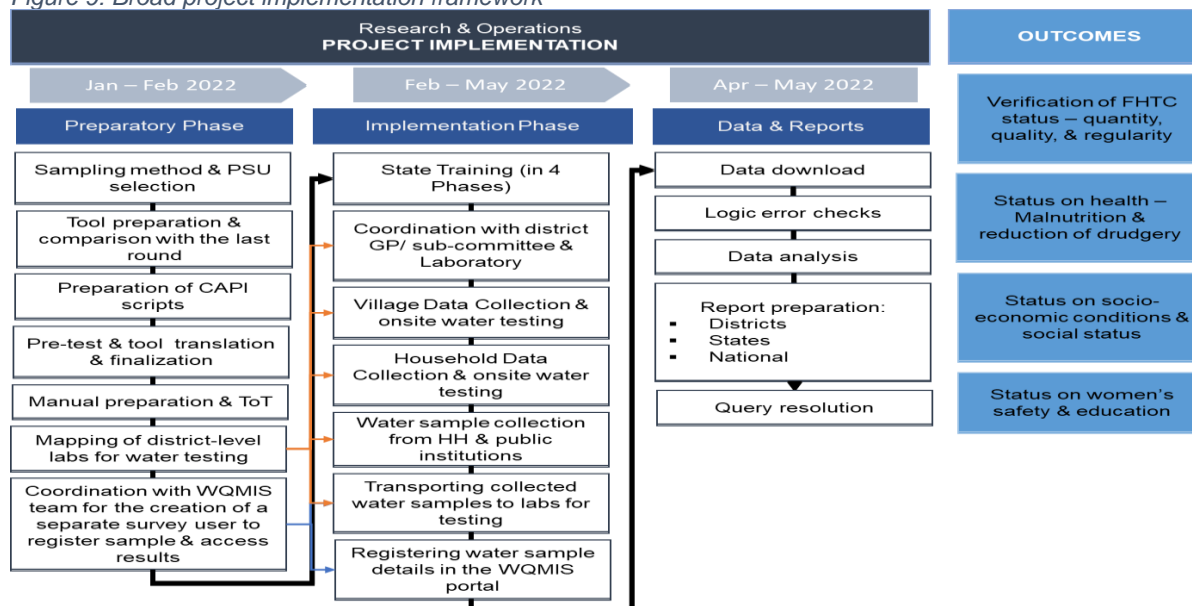 Figure 9: Broad project implementation framework
Research & Operations
PROJECT IMPLEMENTATION
Jan – Feb 2022
Preparatory Phase
Sampling method & PSU
selection
Tool preparation &
comparison with the last
round
Preparation of CAPI
scripts
Pre-test & tool translation
& finalization
Manual preparation & ToT
Mapping of district-level
labs for water testing
Coordination with WQMIS
team for the creation of a
separate survey user to
register sample & access
results
Feb – May 2022
Implementation Phase
State Training (in 4
Phases)
Coordination with district
GP/ sub-committee &
Laboratory
Village Data Collection &
onsite water testing
Household Data
Collection & onsite water
testing
Water sample collection
from HH & public
institutions
Transporting collected
water samples to labs for
testing
Registering water sample
details in the WQMIS
portal
Apr – May 2022
Data & Reports
Data download
Logic error checks
Data analysis
Report preparation:
▪ Districts
▪ States
▪ National
Query resolution
OUTCOMES
Verification of FHTC
status – quantity,
quality, & regularity
Status on health –
Malnutrition &
reduction of drudgery
Status on socio-
economic conditions &
social status
Status on women's
safety & education